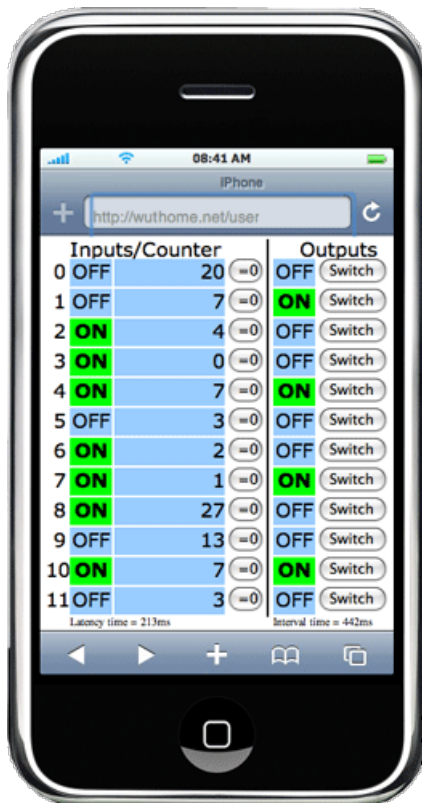 08:41 AM
iPhone
http://wuthome.net/user
Inputs/Counter Outputs
0 OFF 20 =0 OFF Switch
1 OFF 7 =0 ON Switch
2 ON 4 =0 OFF Switch
3 ON 0 =0 OFF Switch
4 ON 7 =0 ON Switch
5 OFF 3 =0 OFF Switch
6 ON 2 =0 OFF Switch
7 ON 1 =0 ON Switch
8 ON 27 =0 OFF Switch
9 OFF 13 =0 OFF Switch
10 ON 7 =0 ON Switch
11 OFF 3 =0 OFF Switch
Latency time = 213ms Interval time = 442ms